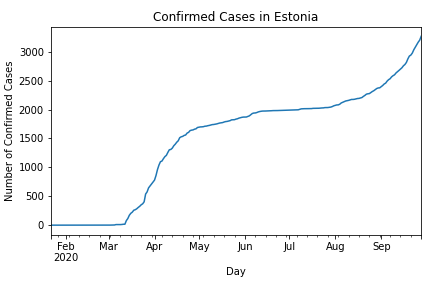 Confirmed Cases in Estonia
Number of Confirmed Cases
3000
2500
2000
1500
1000
500
0
Feb
2020
Mar
Apr
May
Jun
Jul
Aug
Sep
Day